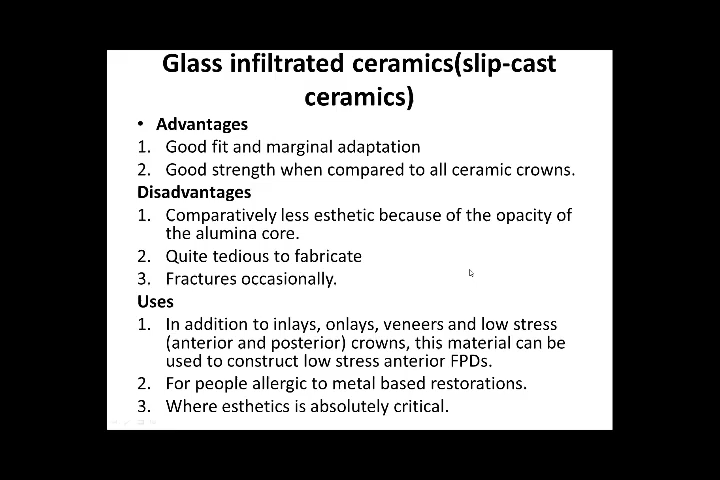 Glass infiltrated ceramics(slip-cast
ceramics)
• Advantages
1. Good fit and marginal adaptation
2. Good strength when compared to all ceramic crowns.
Disadvantages
1. Comparatively less esthetic because of the opacity of
the alumina core.
2. Quite tedious to fabricate
3. Fractures occasionally.
Uses
1. In addition to inlays, onlays, veneers and low stress
(anterior and posterior) crowns, this material can be
used to construct low stress anterior FPDs.
2. For people allergic to metal based restorations.
3. Where esthetics is absolutely critical.